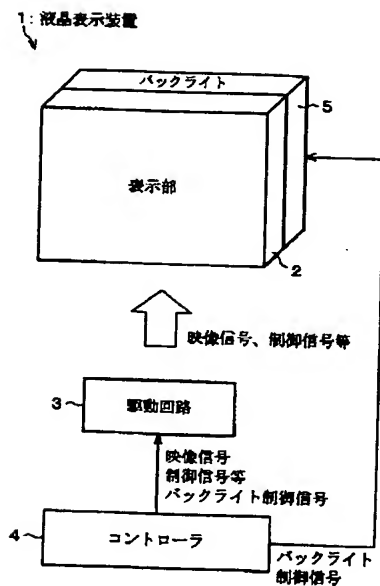 1:液晶表示装置
バックライト
5
表示部
2
映像信号、制御信号等
3
駆動回路
映像信号
制御信号等
バックライト制御信号
4
コントローラ
バックライト
制御信号